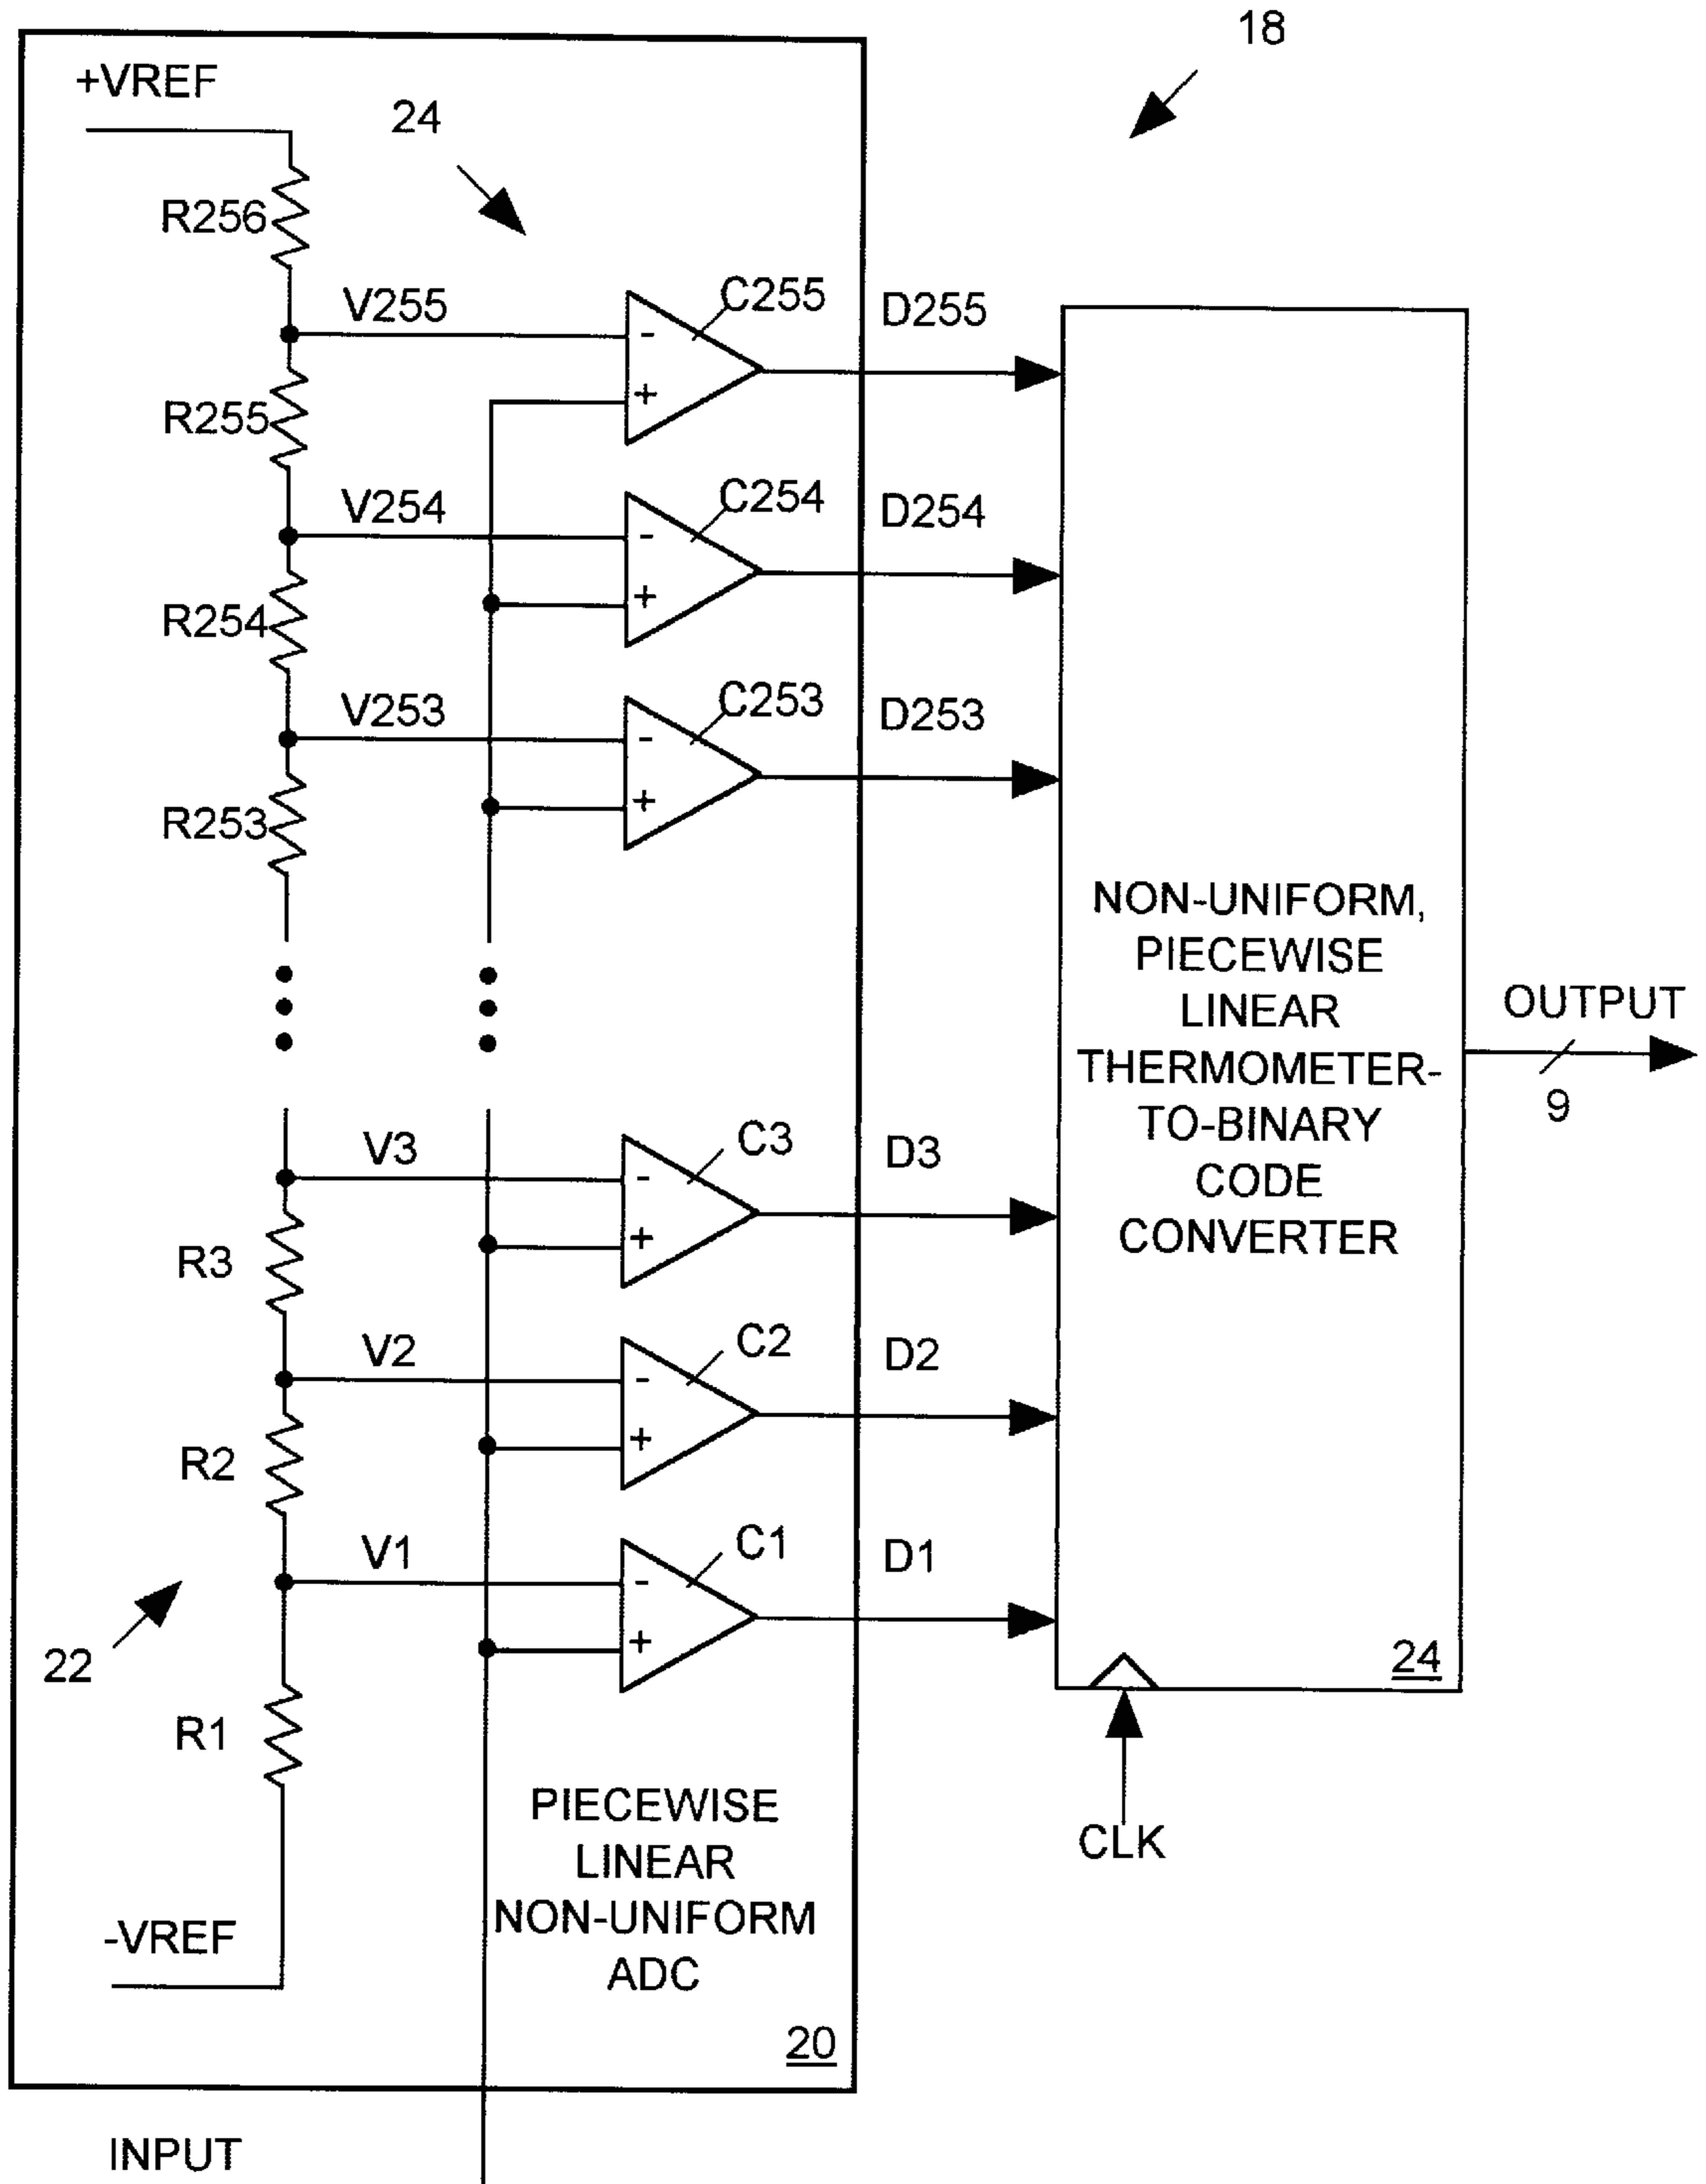 18
+VREF
24
R256
V255
C255
D255
R255
V254
C254
D254
R254
V253
C253
D253
R253
NON-UNIFORM,
PIECEWISE
LINEAR
THERMOMETER-
TO-BINARY
CODE
CONVERTER
OUTPUT
9
V3
C3
D3
R3
V2
C2
D2
R2
V1
C1
D1
22
R1
24
CLK
PIECEWISE
LINEAR
NON-UNIFORM
ADC
-VREF
20
INPUT